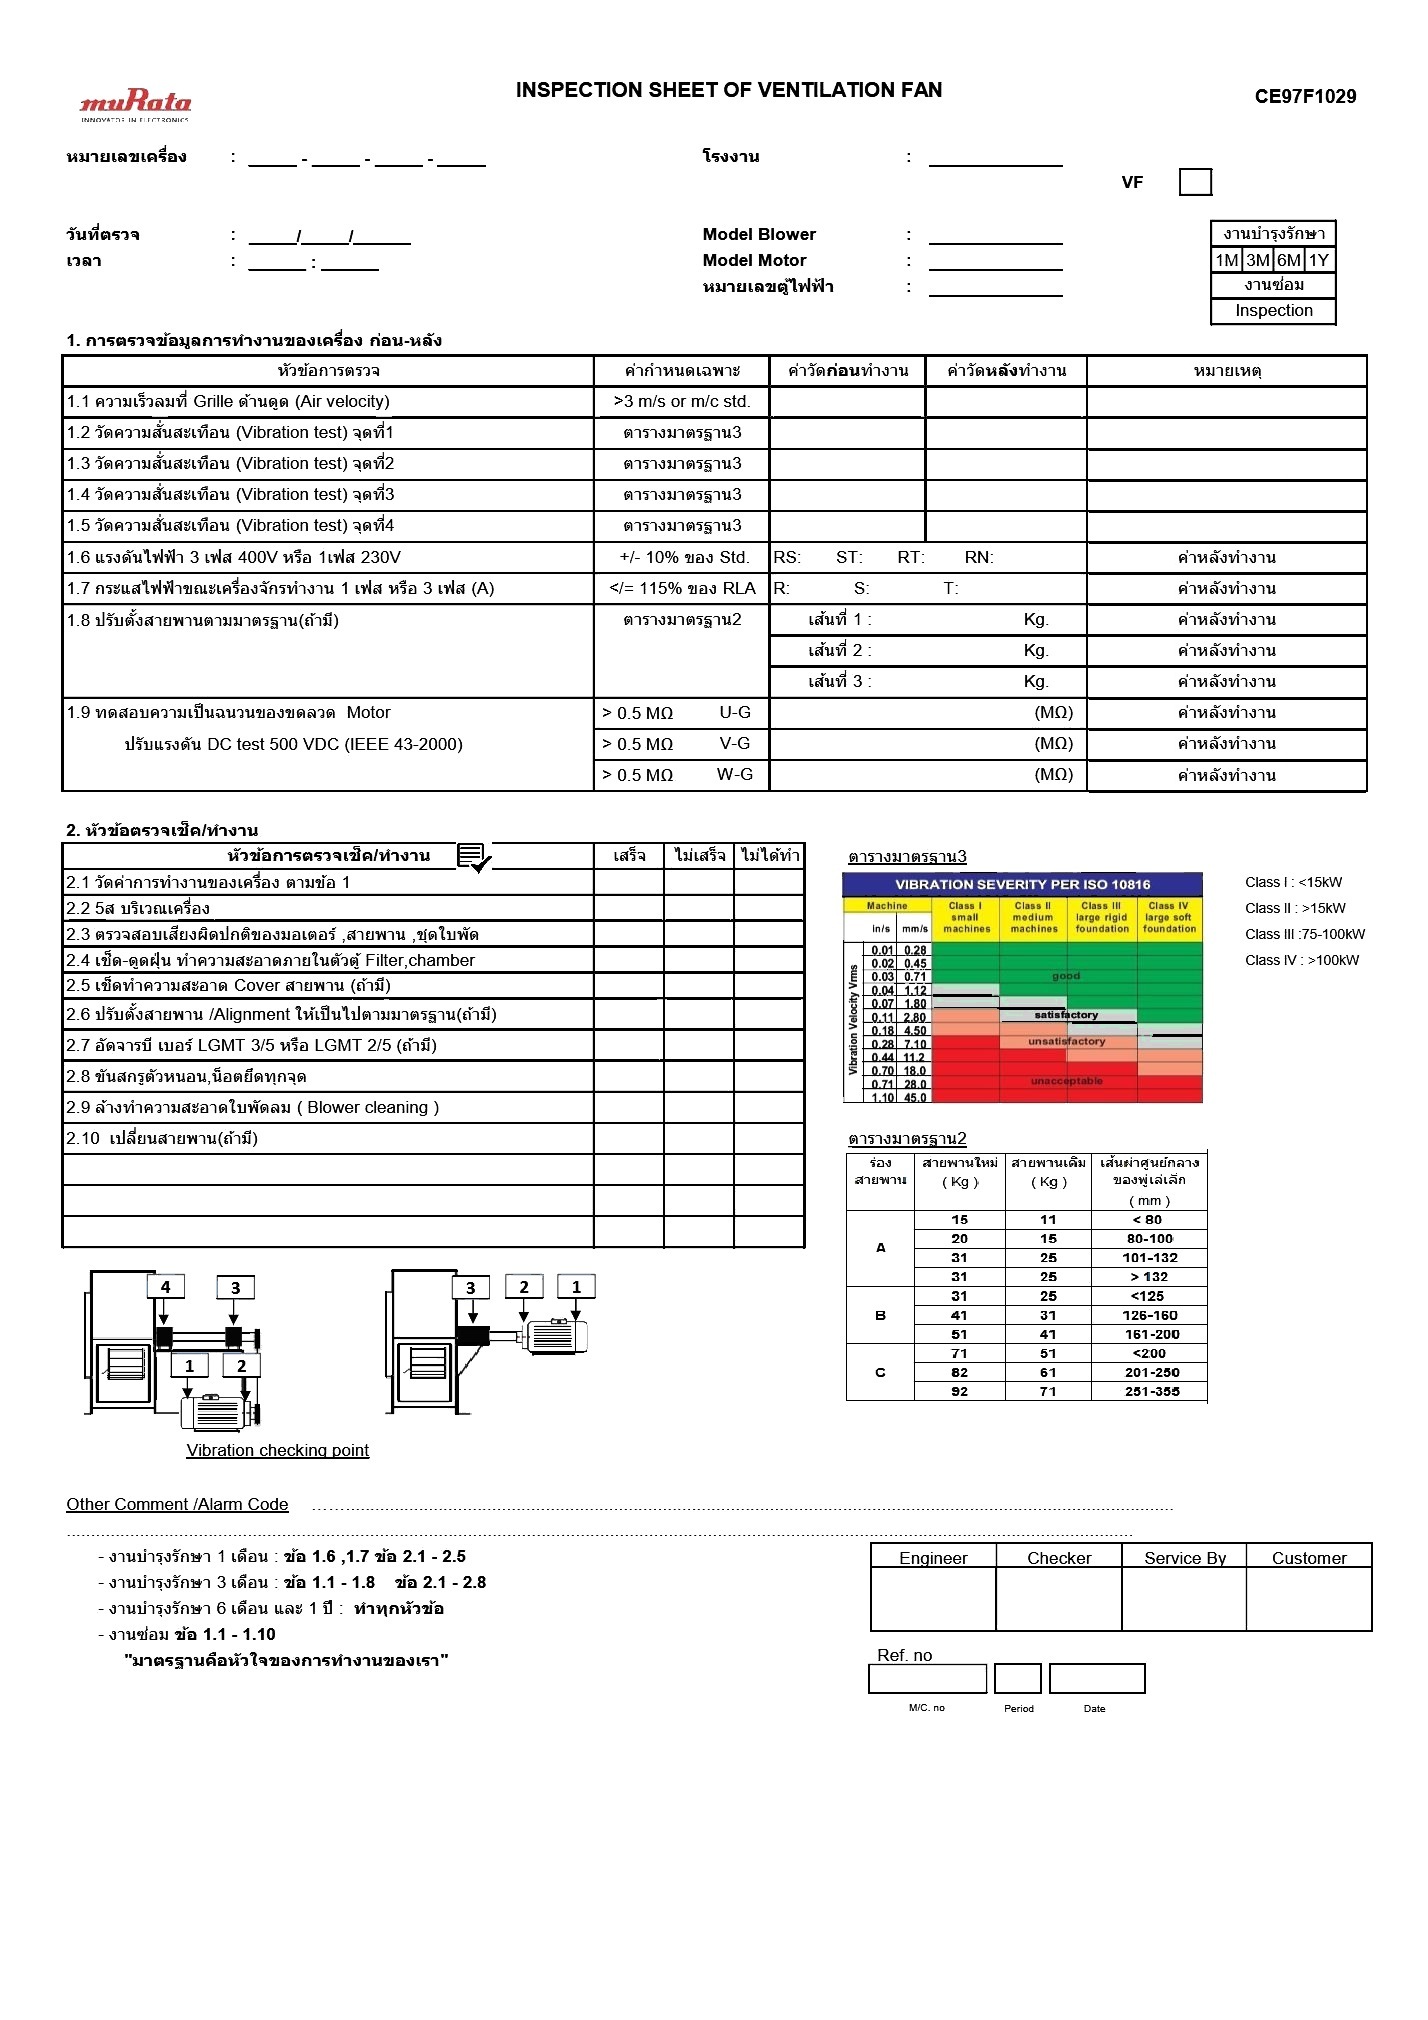 muRata
INNOVATOR IN ELECTRONICS
INSPECTION SHEET OF VENTILATION FAN
CE97F1029
หมายเลขเครื่อง : _____ - _____ - _____ - _____ โรงงาน : ______________
VF
วันที่ตรวจ : _____/_____/______ Model Blower : ______________
เวลา : ______ : ______ Model Motor : ______________
หมายเลขตู้ไฟฟ้า : ______________
งานบำรุงรักษา
1M 3M 6M 1Y
งานซ่อม
Inspection
1. การตรวจข้อมูลการทำงานของเครื่อง ก่อน-หลัง
หัวข้อการตรวจ ค่ากำหนดเฉพาะ ค่าวัดก่อนทำงาน ค่าวัดหลังทำงาน หมายเหตุ
1.1 ความเร็วลมที่ Grille ด้านดูด (Air velocity) >3 m/s or m/c std.
1.2 วัดความสั่นสะเทือน (Vibration test) จุดที่1 ตารางมาตรฐาน3
1.3 วัดความสั่นสะเทือน (Vibration test) จุดที่2 ตารางมาตรฐาน3
1.4 วัดความสั่นสะเทือน (Vibration test) จุดที่3 ตารางมาตรฐาน3
1.5 วัดความสั่นสะเทือน (Vibration test) จุดที่4 ตารางมาตรฐาน3
1.6 แรงดันไฟฟ้า 3 เฟส 400V หรือ 1เฟส 230V +/- 10% ของ Std. RS: ST: RT: RN: ค่าหลังทำงาน
1.7 กระแสไฟฟ้าขณะเครื่องจักรทำงาน 1 เฟส หรือ 3 เฟส (A) </= 115% ของ RLA R: S: T: ค่าหลังทำงาน
1.8 ปรับตั้งสายพานตามมาตรฐาน(ถ้ามี) ตารางมาตรฐาน2 เส้นที่ 1 : Kg. ค่าหลังทำงาน
เส้นที่ 2 : Kg. ค่าหลังทำงาน
เส้นที่ 3 : Kg. ค่าหลังทำงาน
1.9 ทดสอบความเป็นฉนวนของขดลวด Motor > 0.5 MΩ U-G (MΩ) ค่าหลังทำงาน
ปรับแรงดัน DC test 500 VDC (IEEE 43-2000) > 0.5 MΩ V-G (MΩ) ค่าหลังทำงาน
> 0.5 MΩ W-G (MΩ) ค่าหลังทำงาน
2. หัวข้อตรวจเช็ค/ทำงาน
หัวข้อการตรวจเช็ค/ทำงาน เสร็จ ไม่เสร็จ ไม่ได้ทำ
2.1 วัดค่าการทำงานของเครื่อง ตามข้อ 1
2.2 5ส บริเวณเครื่อง
2.3 ตรวจสอบเสียงผิดปกติของมอเตอร์ ,สายพาน ,ชุดใบพัด
2.4 เช็ด-ดูดฝุ่น ทำความสะอาดภายในตัวตู้ Filter,chamber
2.5 เช็ดทำความสะอาด Cover สายพาน (ถ้ามี)
2.6 ปรับตั้งสายพาน /Alignment ให้เป็นไปตามมาตรฐาน(ถ้ามี)
2.7 อัดจารบี เบอร์ LGMT 3/5 หรือ LGMT 2/5 (ถ้ามี)
2.8 ขันสกรูตัวหนอน,น็อตยึดทุกจุด
2.9 ล้างทำความสะอาดใบพัดลม ( Blower cleaning )
2.10 เปลี่ยนสายพาน(ถ้ามี)
ตารางมาตรฐาน3
VIBRATION SEVERITY PER ISO 10816
Machine Class I small machines Class II medium machines Class III large rigid foundation Class IV large soft foundation
in/s mm/s
Vibration Velocity Vrms
0.01 0.28
0.02 0.45
0.03 0.71 good
0.04 1.12
0.07 1.80
0.11 2.80 satisfactory
0.18 4.50
0.28 7.10 unsatisfactory
0.44 11.2
0.70 18.0
0.71 28.0 unacceptable
1.10 45.0
Class I : <15kW
Class II : >15kW
Class III :75-100kW
Class IV : >100kW
ตารางมาตรฐาน2
ร่องสายพาน สายพานใหม่ ( Kg ) สายพานเดิม ( Kg ) เส้นผ่าศูนย์กลางของพู่เล่เล็ก ( mm )
A
15 11 < 80
20 15 80-100
31 25 101-132
31 25 > 132
B
31 25 <125
41 31 126-160
51 41 161-200
C
71 51 <200
82 61 201-250
92 71 251-355
4 3 1 2
3 2 1
Vibration checking point
Other Comment /Alarm Code
- งานบำรุงรักษา 1 เดือน : ข้อ 1.6 ,1.7 ข้อ 2.1 - 2.5
- งานบำรุงรักษา 3 เดือน : ข้อ 1.1 - 1.8 ข้อ 2.1 - 2.8
- งานบำรุงรักษา 6 เดือน และ 1 ปี : ทำทุกหัวข้อ
- งานซ่อม ข้อ 1.1 - 1.10
"มาตรฐานคือหัวใจของการทำงานของเรา"
Engineer Checker Service By Customer
Ref. no
M/C. no Period Date